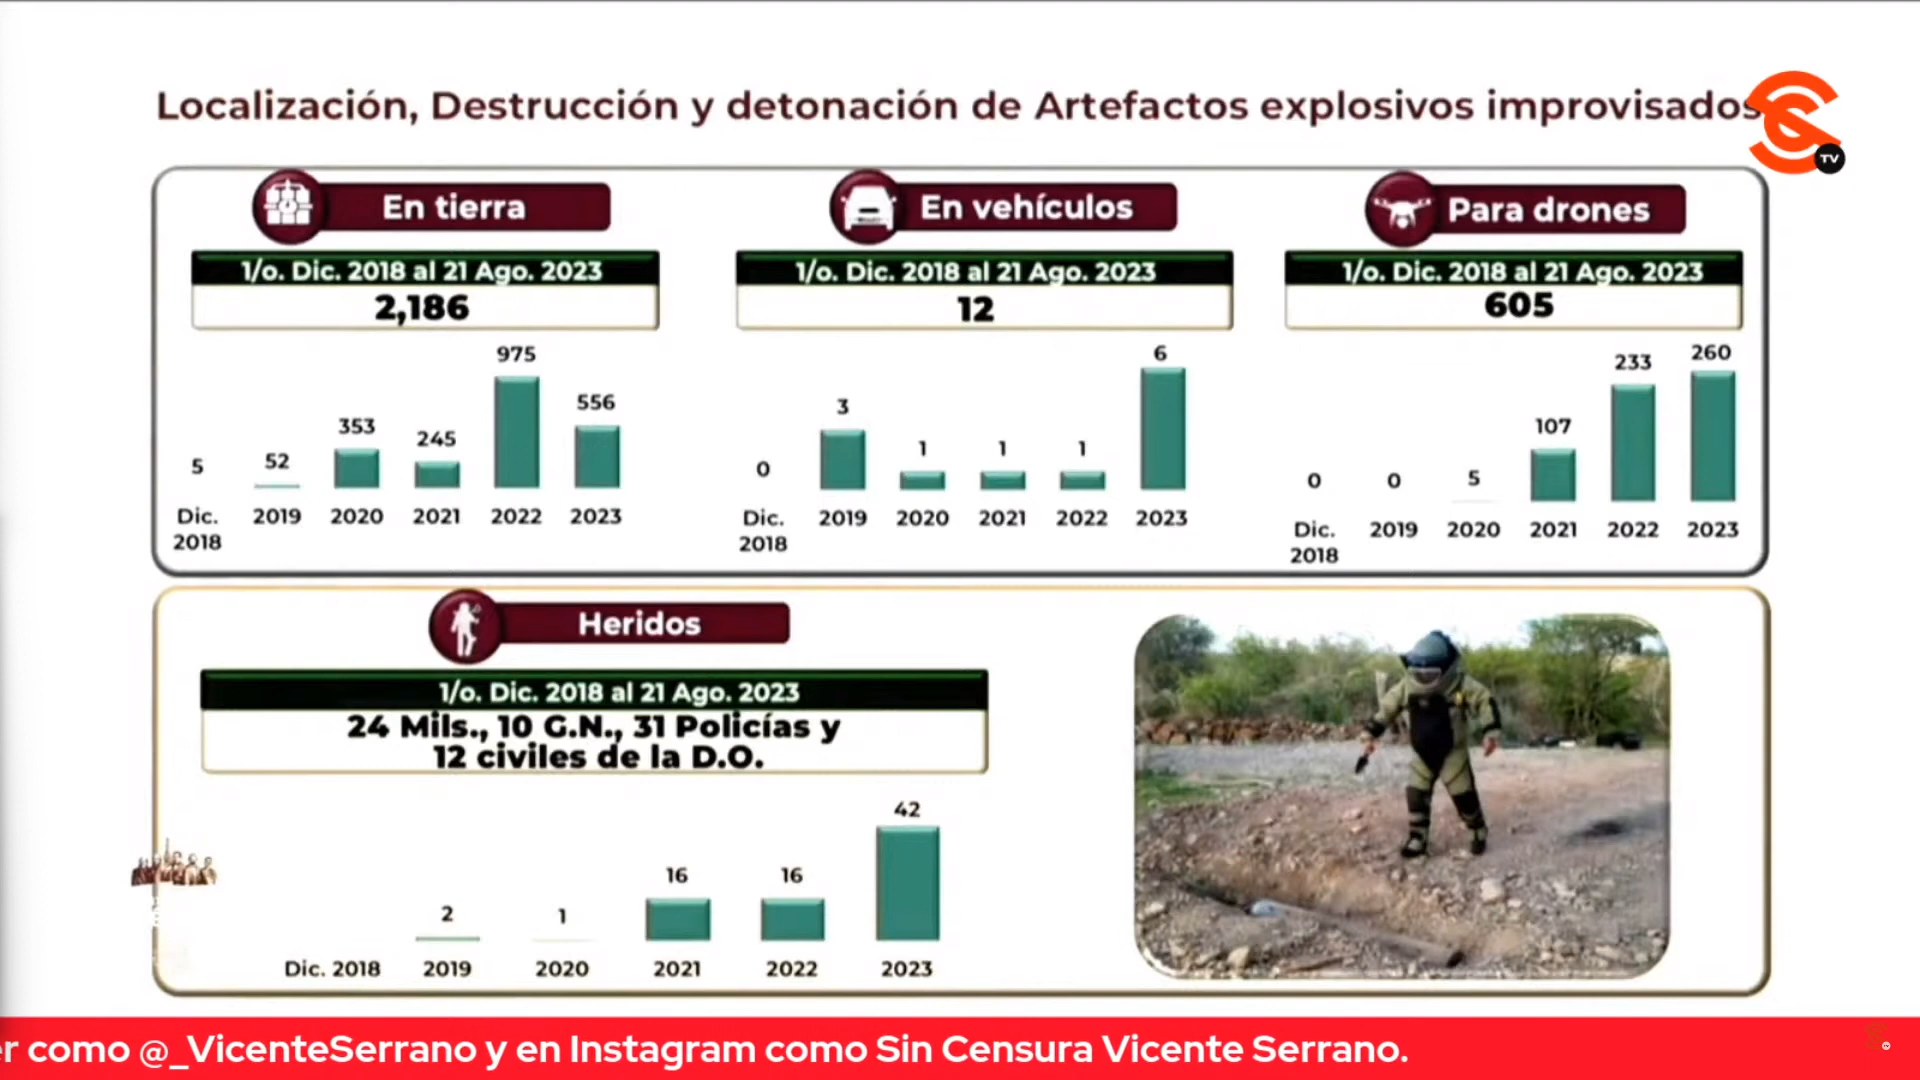 Localización, Destrucción y detonación de Artefactos explosivos improvisados
TV
En tierra
1/o. Dic. 2018 al 21 Ago. 2023
2,186
5
52
353
245
975
556
Dic.
2018
2019
2020
2021
2022
2023
En vehículos
1/o. Dic. 2018 al 21 Ago. 2023
12
0
3
1
1
1
6
Dic.
2018
2019
2020
2021
2022
2023
Para drones
1/o. Dic. 2018 al 21 Ago. 2023
605
0
0
5
107
233
260
Dic.
2018
2019
2020
2021
2022
2023
Heridos
1/o. Dic. 2018 al 21 Ago. 2023
24 Mils., 10 G.N., 31 Policías y
12 civiles de la D.O.
2
1
16
16
42
Dic. 2018
2019
2020
2021
2022
2023
como @_VicenteSerrano y en Instagram como Sin Censura Vicente Serrano.